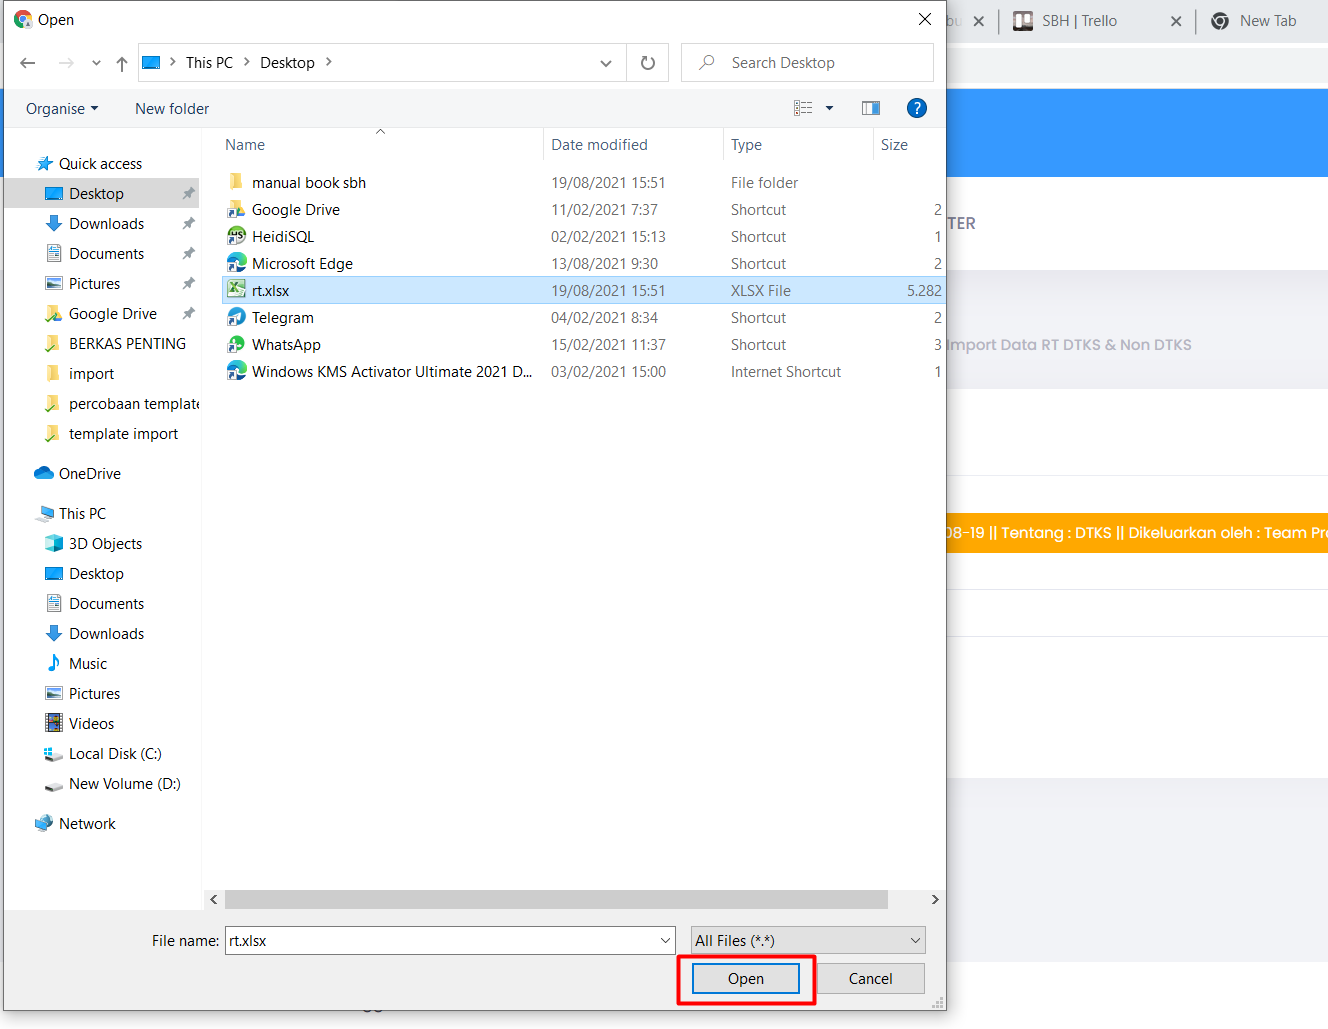 Open
bu
SBH | Trello
New Tab
This PC
Desktop
Search Desktop
Organise
New folder
?
Name
Date modified
Type
Size
Quick access
Desktop
Downloads
Documents
Pictures
Google Drive
BERKAS PENTING
import
percobaan template
template import
OneDrive
This PC
3D Objects
Desktop
Documents
Downloads
Music
Pictures
Videos
Local Disk (C:)
New Volume (D:)
Network
manual book sbh 19/08/2021 15:51 File folder
Google Drive 11/02/2021 7:37 Shortcut 2
HeidiSQL 02/02/2021 15:13 Shortcut 1
Microsoft Edge 13/08/2021 9:30 Shortcut 2
rt.xlsx 19/08/2021 15:51 XLSX File 5.282
Telegram 04/02/2021 8:34 Shortcut 2
WhatsApp 15/02/2021 11:37 Shortcut 3
Windows KMS Activator Ultimate 2021 D... 03/02/2021 15:00 Internet Shortcut 1
TER
Import Data RT DTKS & Non DTKS
08-19 || Tentang : DTKS || Dikeluarkan oleh : Team Pr
File name: rt.xlsx
All Files (*.*)
Open
Cancel